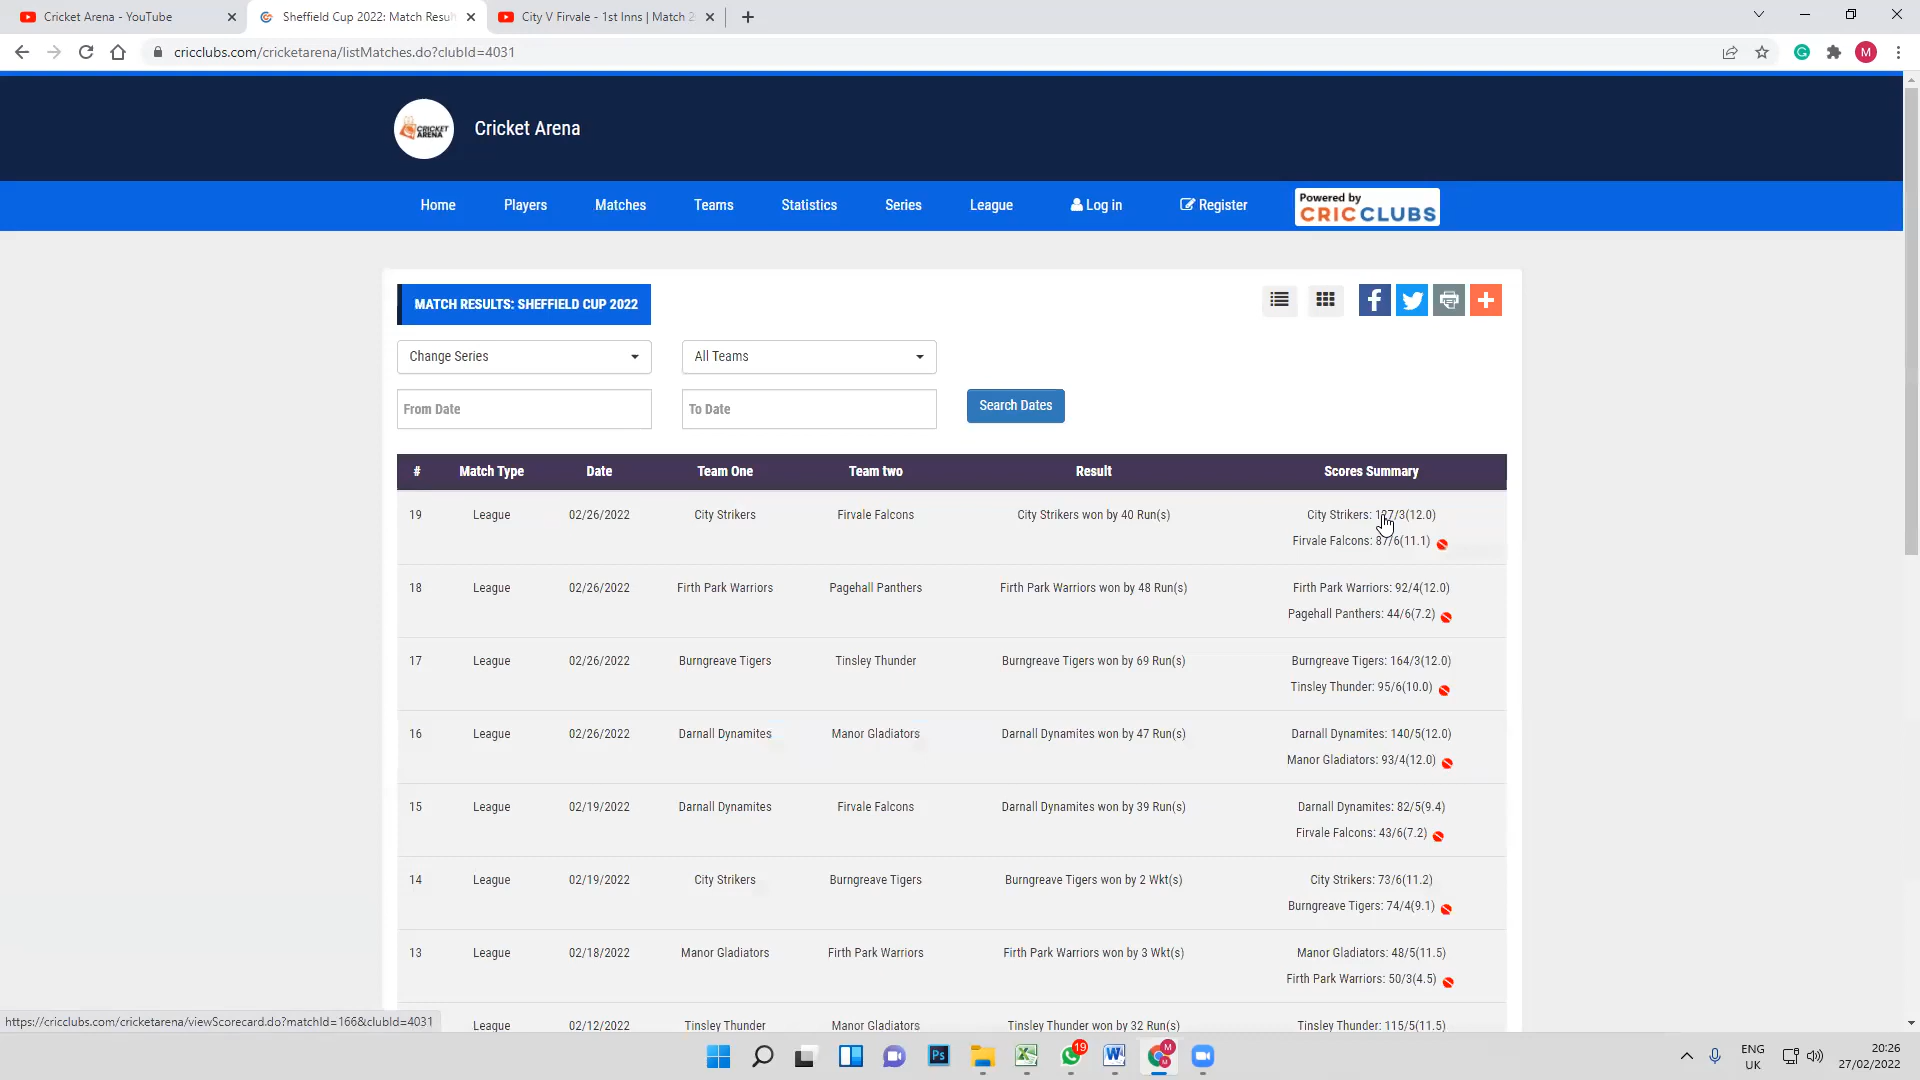 Cricket Arena - YouTube
Sheffield Cup 2022: Match Resul
City V Firvale - 1st Inns | Match 2
cricclubs.com/cricketarena/listMatches.do?clubId=4031
M
CRICKET
ARENA
Cricket Arena
Home Players Matches Teams Statistics Series League Log in Register
Powered by
CRICCLUBS
MATCH RESULTS: SHEFFIELD CUP 2022
Change Series All Teams
From Date To Date Search Dates
# Match Type Date Team One Team two Result Scores Summary
19 League 02/26/2022 City Strikers Firvale Falcons City Strikers won by 40 Run(s) City Strikers: 127/3(12.0)
Firvale Falcons: 87/6(11.1)
18 League 02/26/2022 Firth Park Warriors Pagehall Panthers Firth Park Warriors won by 48 Run(s) Firth Park Warriors: 92/4(12.0)
Pagehall Panthers: 44/6(7.2)
17 League 02/26/2022 Burngreave Tigers Tinsley Thunder Burngreave Tigers won by 69 Run(s) Burngreave Tigers: 164/3(12.0)
Tinsley Thunder: 95/6(10.0)
16 League 02/26/2022 Darnall Dynamites Manor Gladiators Darnall Dynamites won by 47 Run(s) Darnall Dynamites: 140/5(12.0)
Manor Gladiators: 93/4(12.0)
15 League 02/19/2022 Darnall Dynamites Firvale Falcons Darnall Dynamites won by 39 Run(s) Darnall Dynamites: 82/5(9.4)
Firvale Falcons: 43/6(7.2)
14 League 02/19/2022 City Strikers Burngreave Tigers Burngreave Tigers won by 2 Wkt(s) City Strikers: 73/6(11.2)
Burngreave Tigers: 74/4(9.1)
13 League 02/18/2022 Manor Gladiators Firth Park Warriors Firth Park Warriors won by 3 Wkt(s) Manor Gladiators: 48/5(11.5)
Firth Park Warriors: 50/3(4.5)
League 02/12/2022 Tinsley Thunder Manor Gladiators Tinsley Thunder won by 32 Run(s) Tinsley Thunder: 115/5(11.5)
https://cricclubs.com/cricketarena/viewScorecard.do?matchId=166&clubId=4031
Ps
19
M
ENG
UK
20:26
27/02/2022